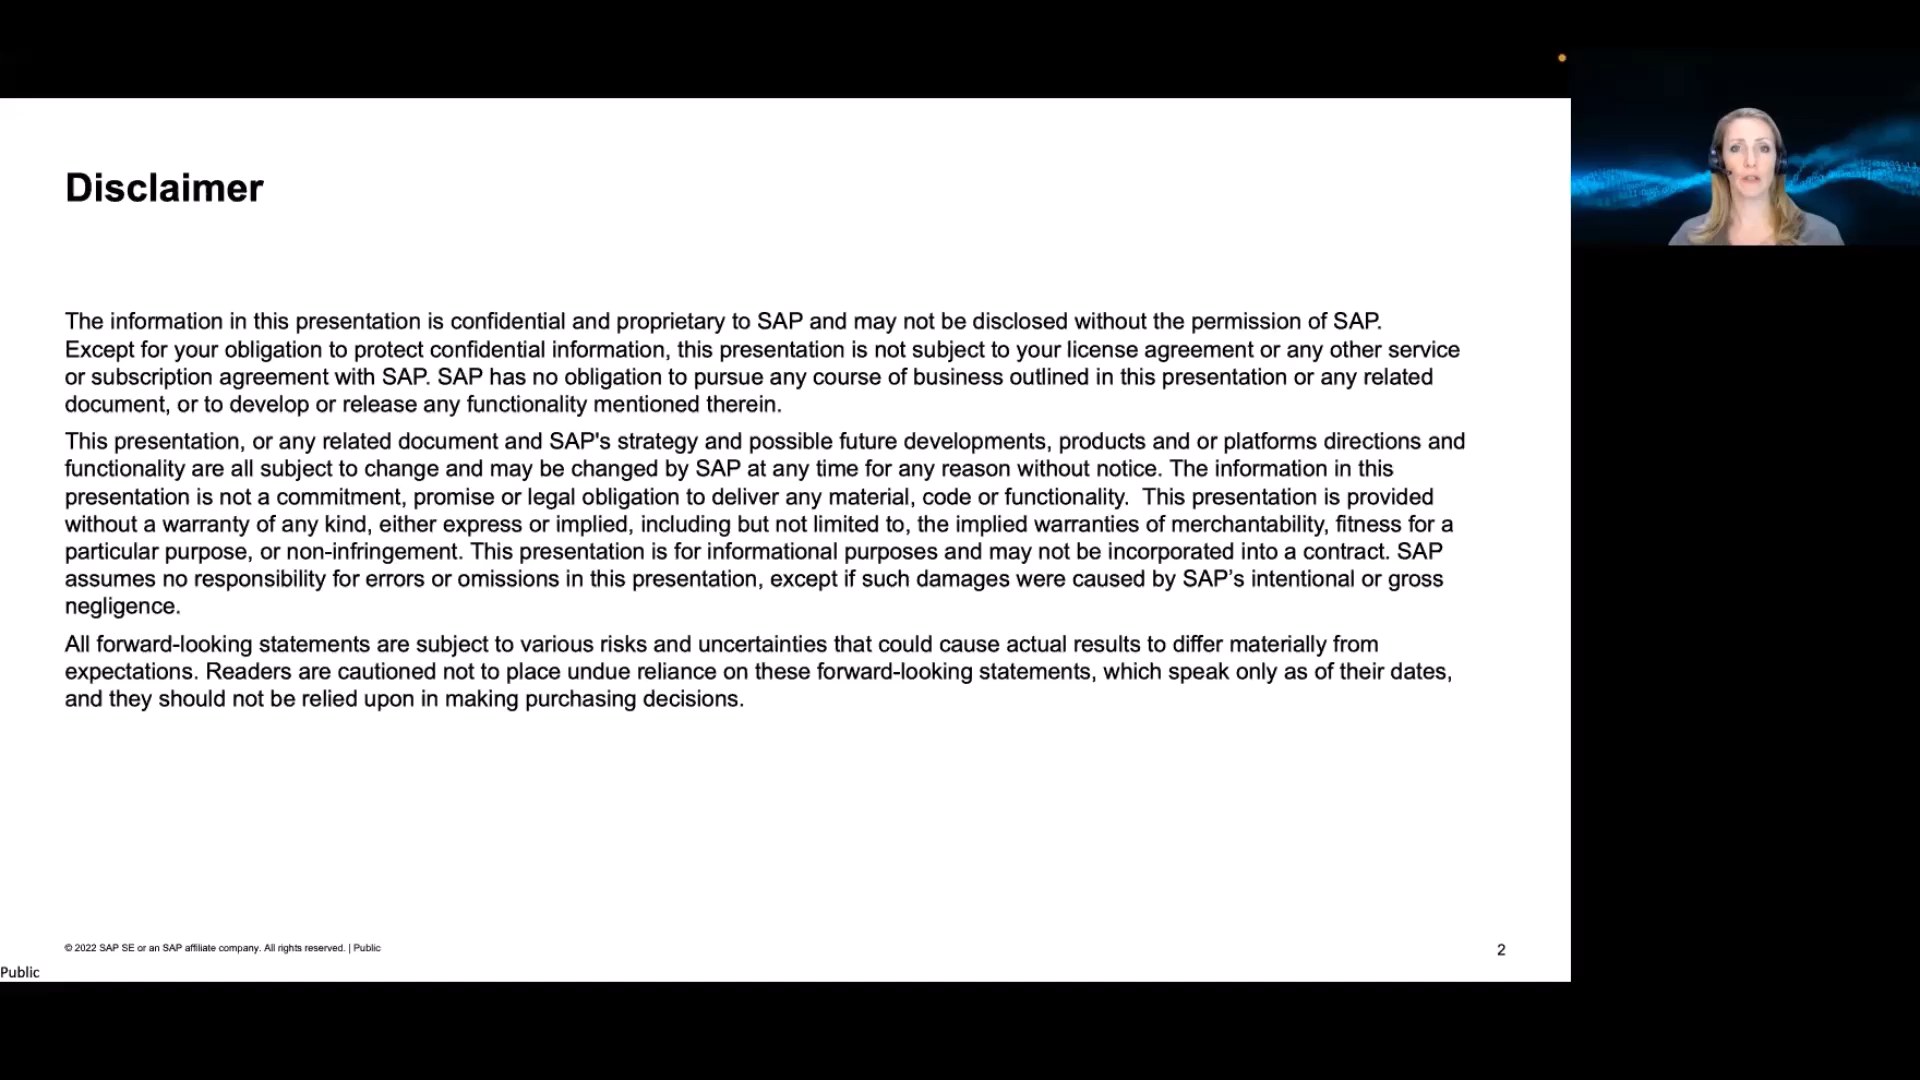 Disclaimer
The information in this presentation is confidential and proprietary to SAP and may not be disclosed without the permission of SAP.
Except for your obligation to protect confidential information, this presentation is not subject to your license agreement or any other service
or subscription agreement with SAP. SAP has no obligation to pursue any course of business outlined in this presentation or any related
document, or to develop or release any functionality mentioned therein.
This presentation, or any related document and SAP's strategy and possible future developments, products and or platforms directions and
functionality are all subject to change and may be changed by SAP at any time for any reason without notice. The information in this
presentation is not a commitment, promise or legal obligation to deliver any material, code or functionality.  This presentation is provided
without a warranty of any kind, either express or implied, including but not limited to, the implied warranties of merchantability, fitness for a
particular purpose, or non-infringement. This presentation is for informational purposes and may not be incorporated into a contract. SAP
assumes no responsibility for errors or omissions in this presentation, except if such damages were caused by SAP’s intentional or gross
negligence.
All forward-looking statements are subject to various risks and uncertainties that could cause actual results to differ materially from
expectations. Readers are cautioned not to place undue reliance on these forward-looking statements, which speak only as of their dates,
and they should not be relied upon in making purchasing decisions.
© 2022 SAP SE or an SAP affiliate company. All rights reserved. | Public
2
Public